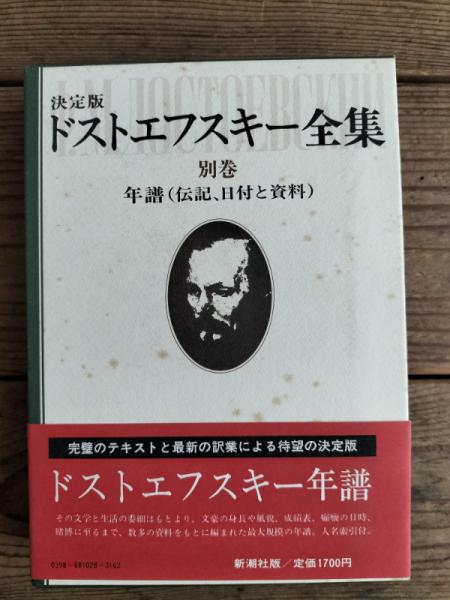 Ф.М.ДОСТОЕВСКИЙ
決定版
ドストエフスキー全集
別巻
年譜(伝記、日付と資料)
完璧のテキストと最新の訳業による待望の決定版
ドストエフスキー年譜
その文学と生活の委細はもとより、文豪の身長や風貌、成績表、癲癇の日時、
賭博に至るまで、数多の資料をもとに編まれた最大規模の年譜。人名索引付。
0398-681028-3162
新潮社版/定価1700円